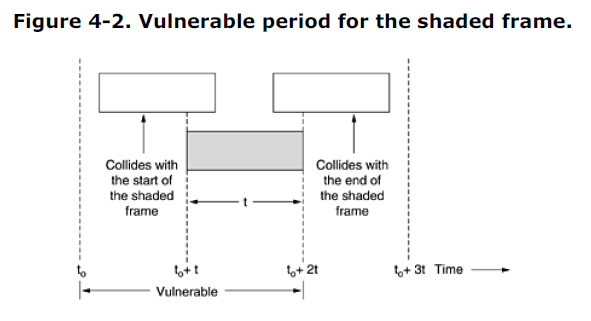 Figure 4-2. Vulnerable period for the shaded frame.
Collides with
the start of
the shaded
frame
t
Collides with
the end of
the shaded
frame
t₀
t₀+ t
t₀+ 2t
t₀+ 3t Time
Vulnerable